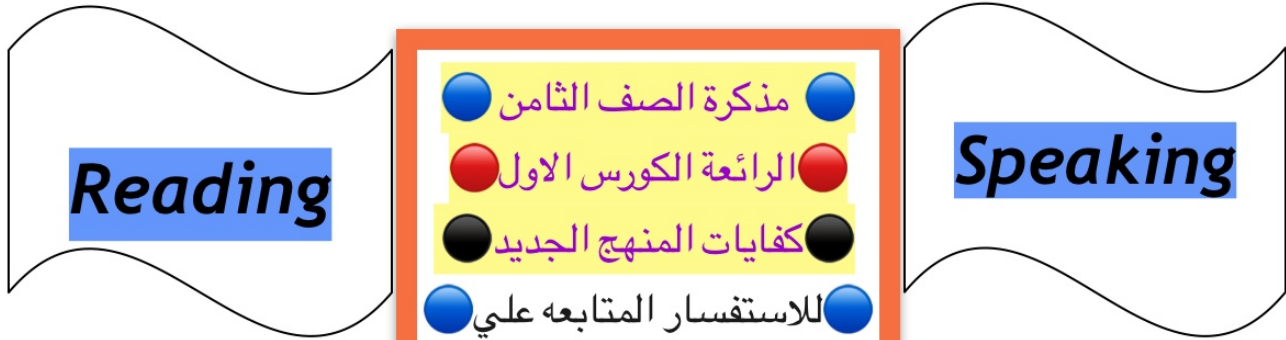 Reading
مذكرة الصف الثامن
الرائعة الكورس الاول
كفايات المنهج الجديد
للاستفسار المتابعه علي
Speaking